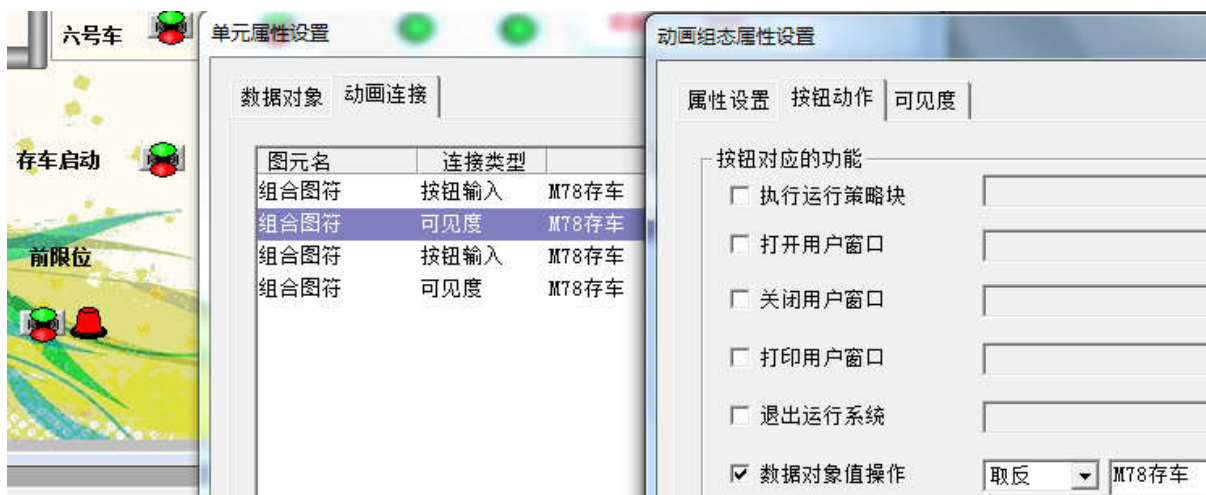 六号车
存车启动
前限位
单元属性设置
数据对象 动画连接
图元名 连接类型
组合图符 按钮输入 M78存车
组合图符 可见度 M78存车
组合图符 按钮输入 M78存车
组合图符 可见度 M78存车
动画组态属性设置
属性设置 按钮动作 可见度
按钮对应的功能
执行运行策略块
打开用户窗口
关闭用户窗口
打印用户窗口
退出运行系统
数据对象值操作 取反 M78存车